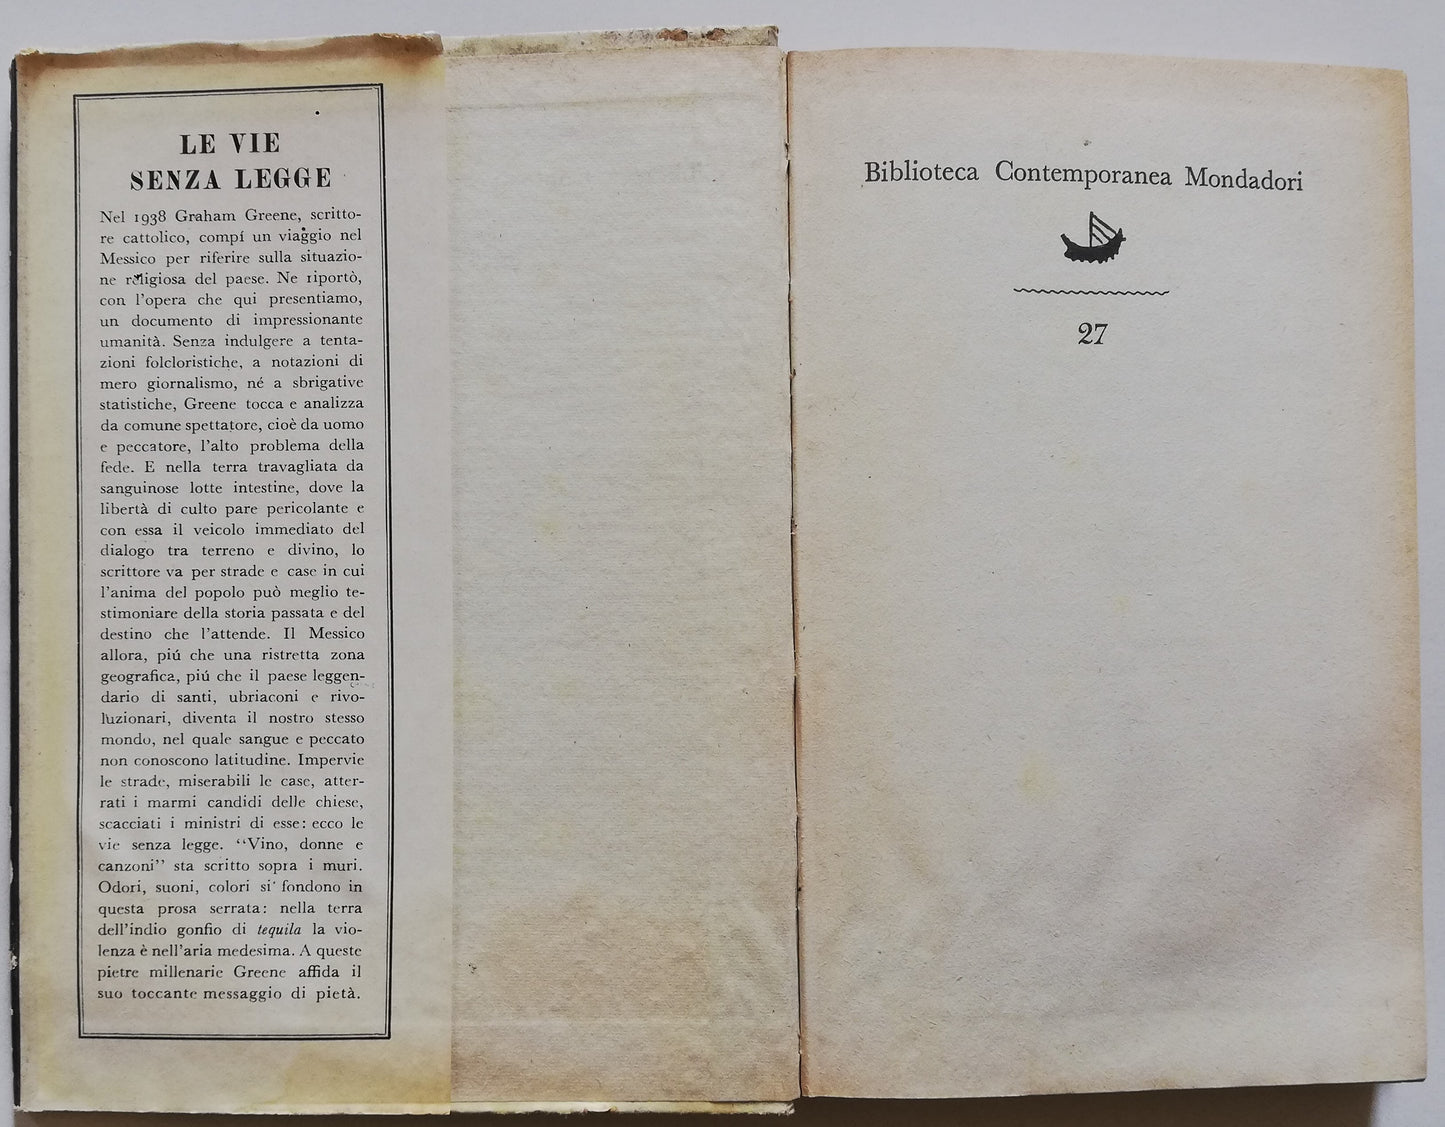 LE VIE
SENZA LEGGE
Nel 1938 Graham Greene, scritto-
re cattolico, compí un viaggio nel
Messico per riferire sulla situazio-
ne religiosa del paese. Ne riportò,
con l'opera che qui presentiamo,
un documento di impressionante
umanità. Senza indulgere a tenta-
zioni folcloristiche, a notazioni di
mero giornalismo, né a sbrigative
statistiche, Greene tocca e analizza
da comune spettatore, cioè da uomo
e peccatore, l'alto problema della
fede. E nella terra travagliata da
sanguinose lotte intestine, dove la
libertà di culto pare pericolante e
con essa il veicolo immediato del
dialogo tra terreno e divino, lo
scrittore va per strade e case in cui
l'anima del popolo può meglio te-
stimoniare della storia passata e del
destino che l'attende. Il Messico
allora, piú che una ristretta zona
geografica, piú che il paese leggen-
dario di santi, ubriaconi e rivo-
luzionari, diventa il nostro stesso
mondo, nel quale sangue e peccato
non conoscono latitudine. Impervie
le strade, miserabili le case, atter-
rati i marmi candidi delle chiese,
scacciati i ministri di esse: ecco le
vie senza legge. "Vino, donne e
canzoni" sta scritto sopra i muri.
Odori, suoni, colori si fondono in
questa prosa serrata: nella terra
dell'indio gonfio di tequila la vio-
lenza è nell'aria medesima. A queste
pietre millenarie Greene affida il
suo toccante messaggio di pietà.
Biblioteca Contemporanea Mondadori
27